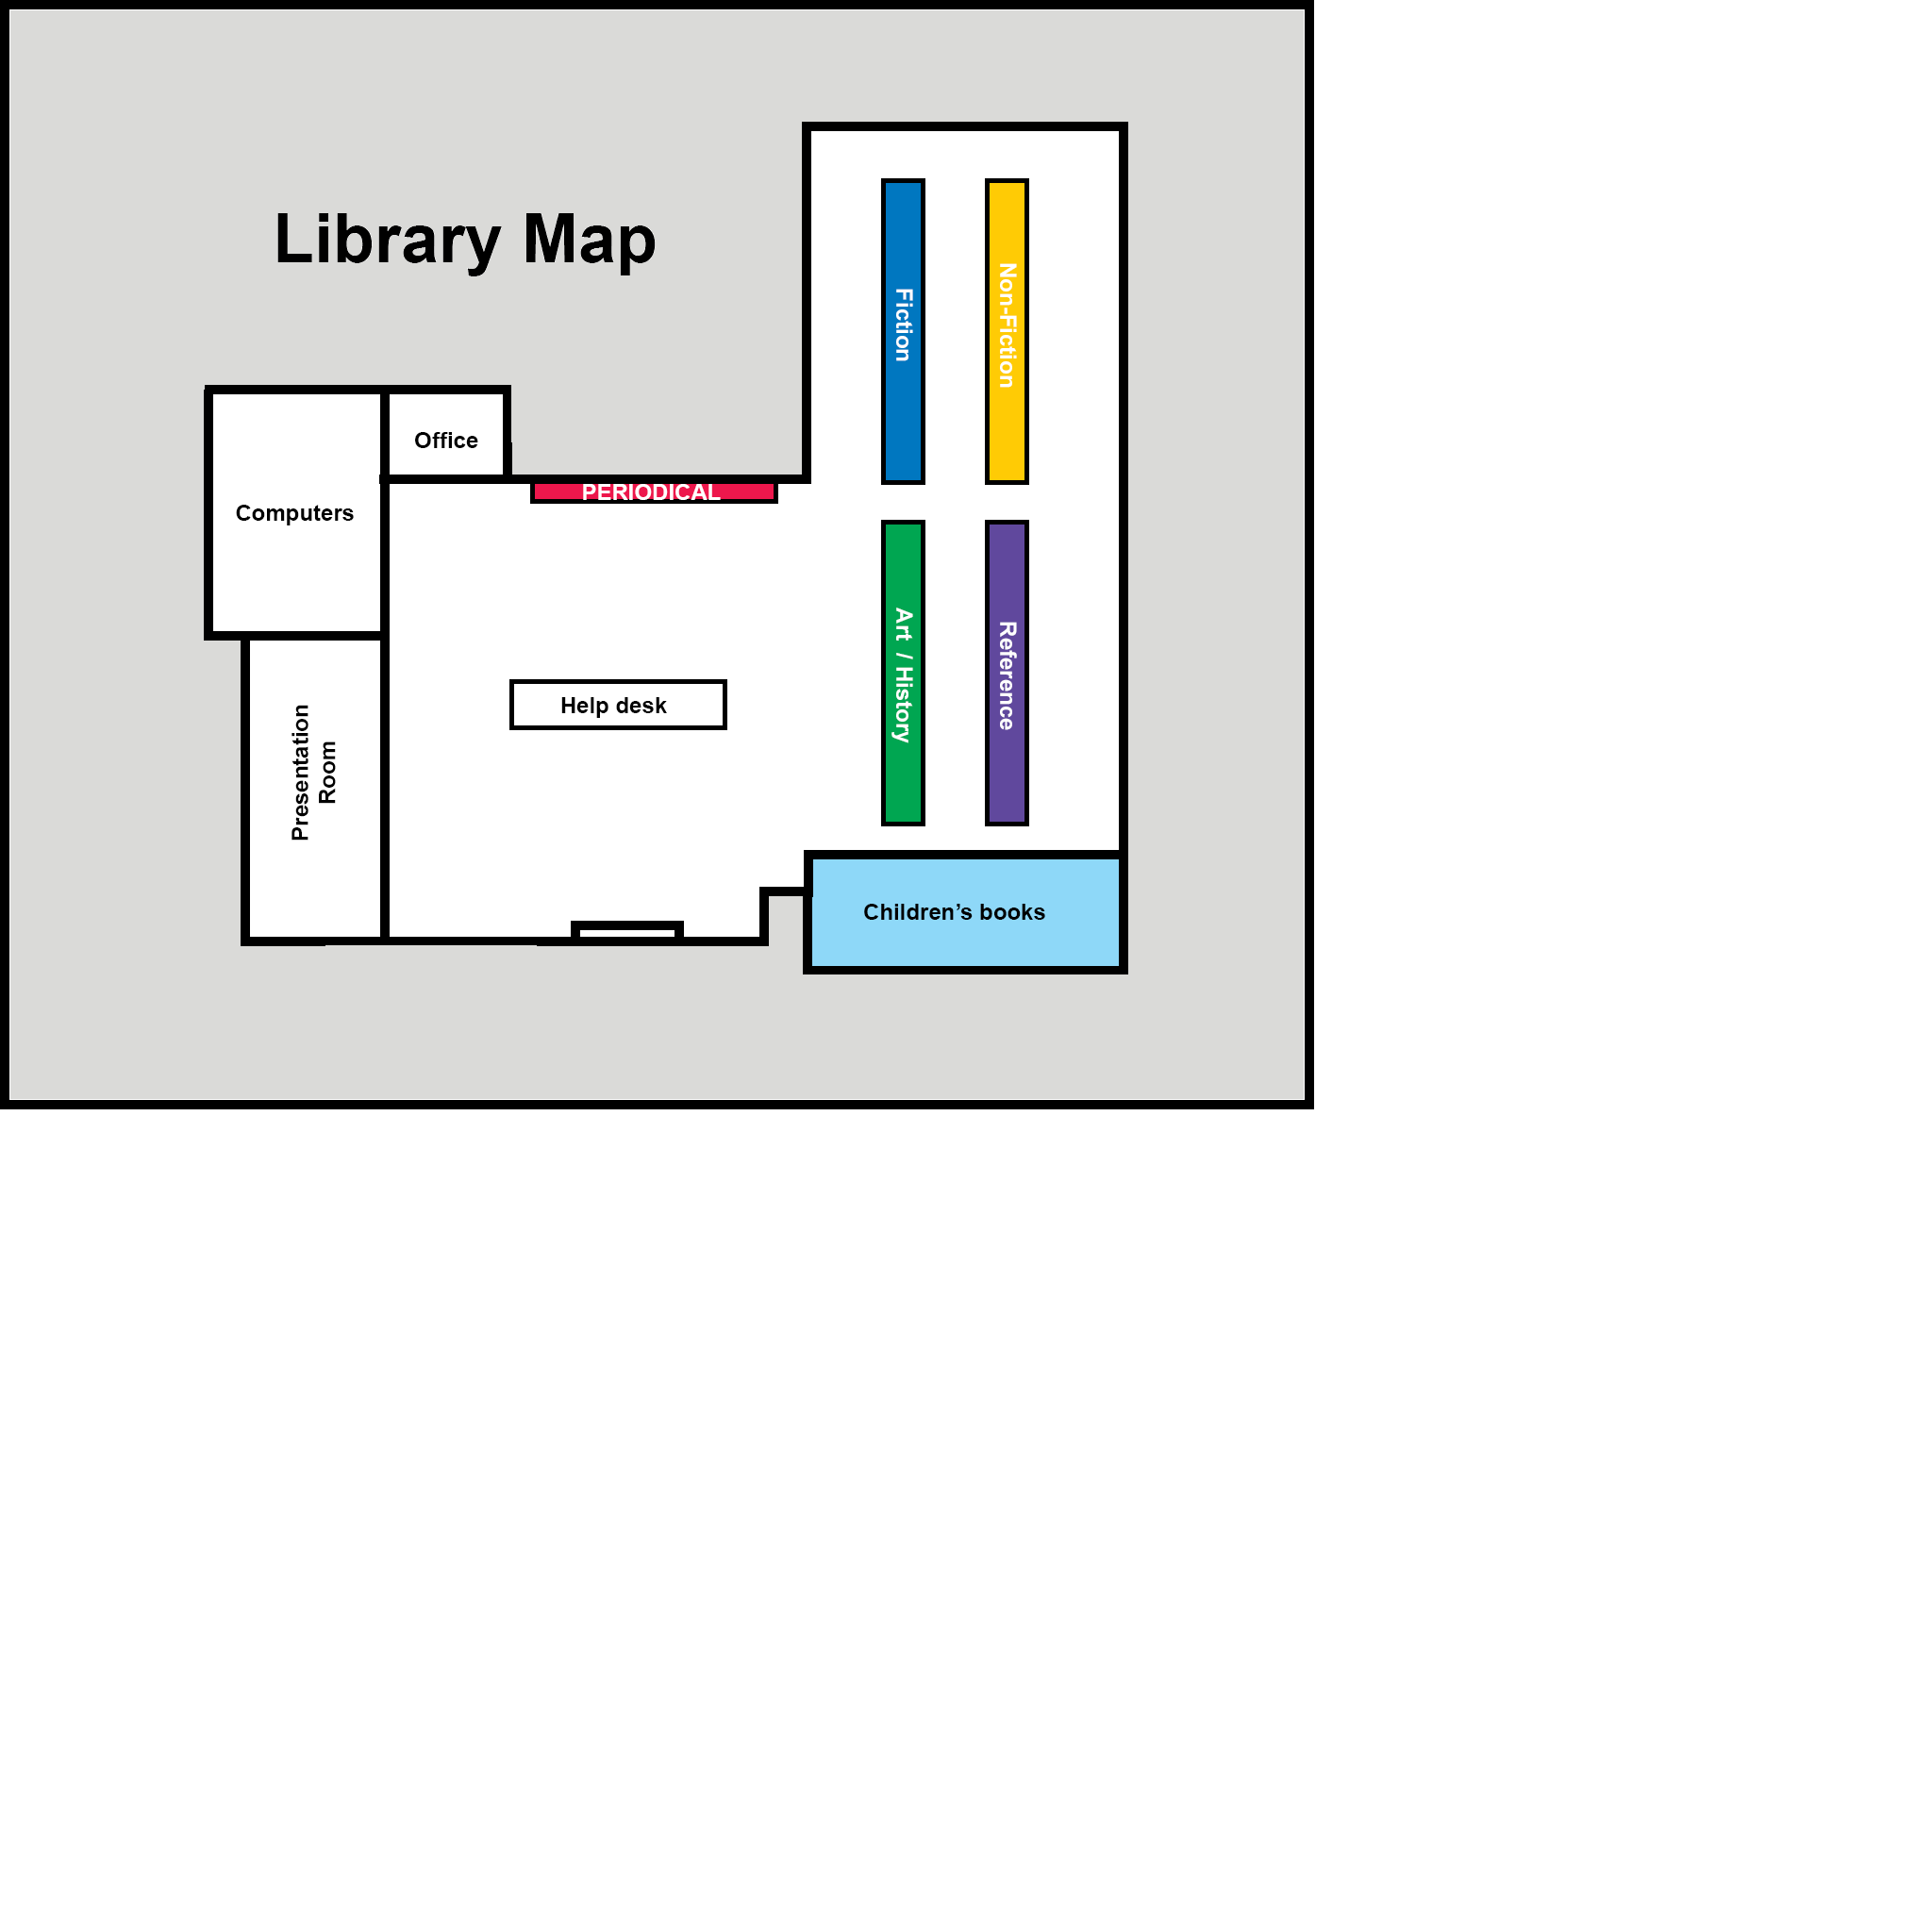 Library Map
Fiction
Non-Fiction
Office
PERIODICAL
Computers
Art / History
Reference
Help desk
Presentation
Room
Children’s books